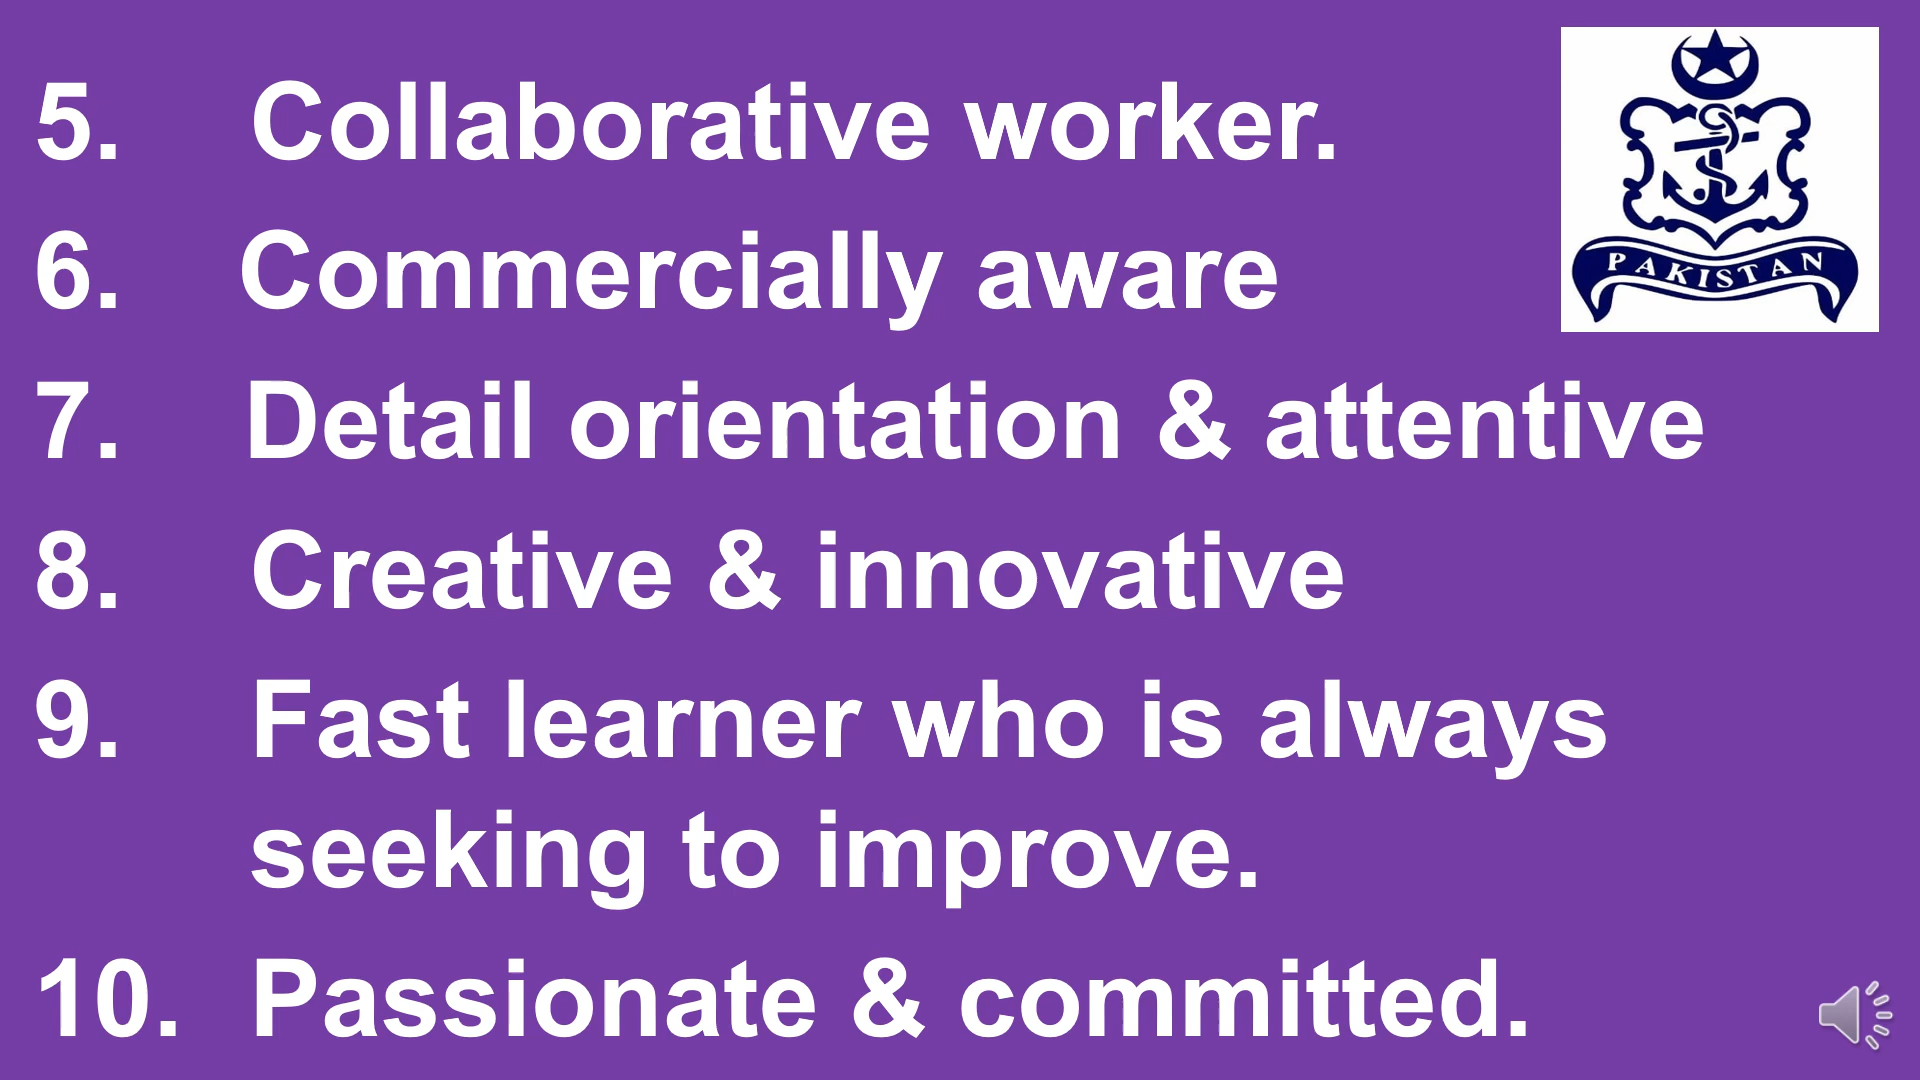 5. Collaborative worker.
6. Commercially aware
7. Detail orientation & attentive
8. Creative & innovative
9. Fast learner who is always
seeking to improve.
10. Passionate & committed.
PAKISTAN